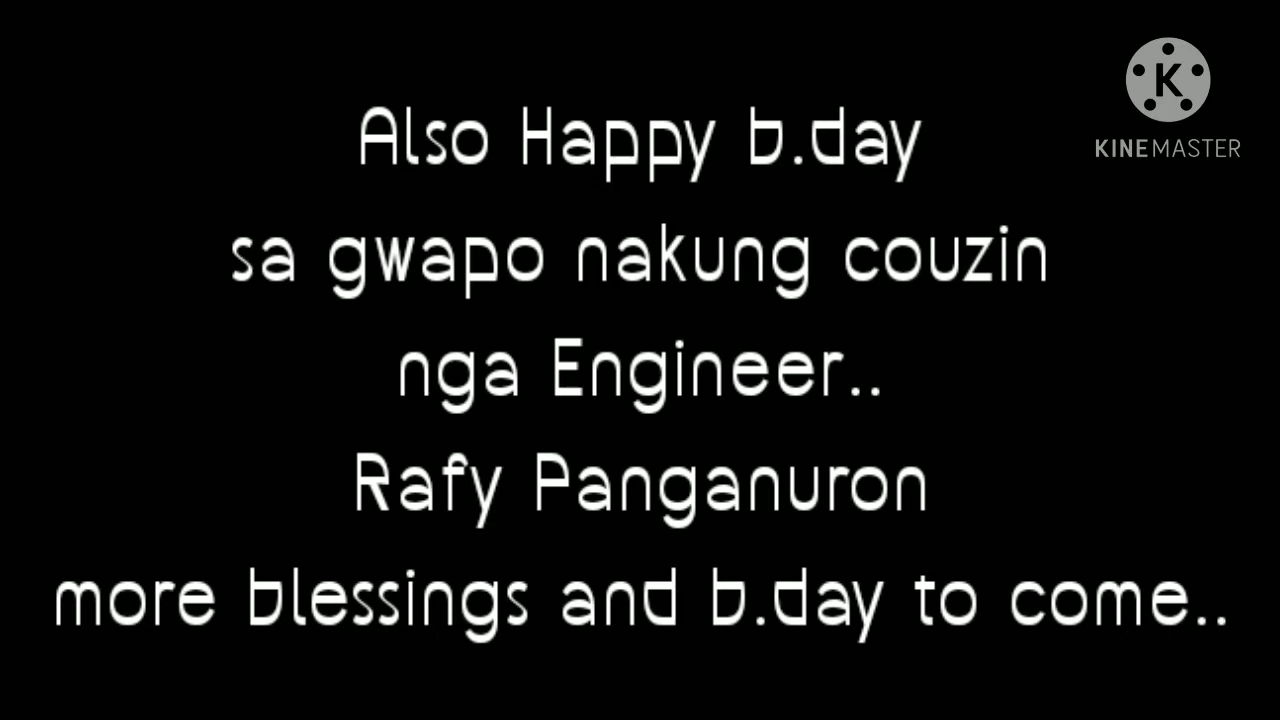 Also Happy b.day
sa gwapo nakung couzin
nga Engineer..
Rafy Panganuron
more blessings and b.day to come..
K
KINEMASTER